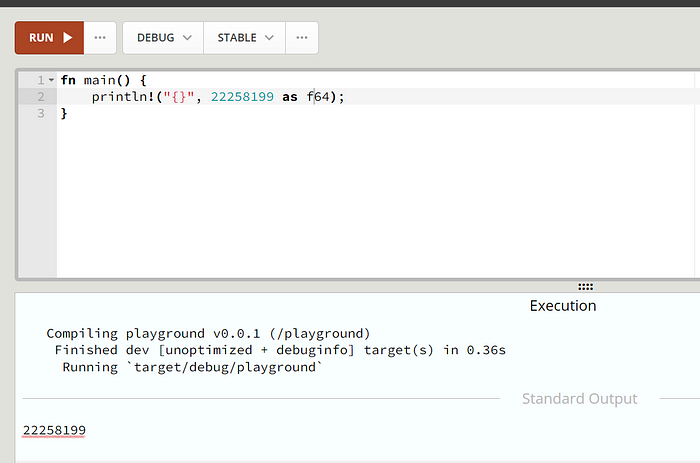 RUN ▶ ··· DEBUG STABLE ···
1 fn main() {
2     println!("{}", 22258199 as f64);
3 }
Execution
Compiling playground v0.0.1 (/playground)
Finished dev [unoptimized + debuginfo] target(s) in 0.36s
Running `target/debug/playground`
Standard Output
22258199